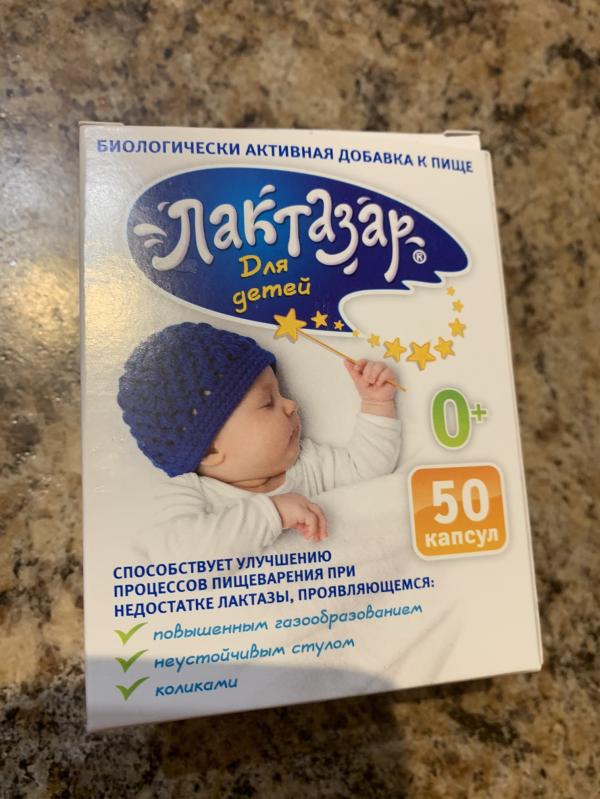 БИОЛОГИЧЕСКИ АКТИВНАЯ ДОБАВКА К ПИЩЕ
Лактазар®
Для
детей
0+
50
капсул
СПОСОБСТВУЕТ УЛУЧШЕНИЮ
ПРОЦЕССОВ ПИЩЕВАРЕНИЯ ПРИ
НЕДОСТАТКЕ ЛАКТАЗЫ, ПРОЯВЛЯЮЩЕМСЯ:
повышенным газообразованием
неустойчивым стулом
коликами